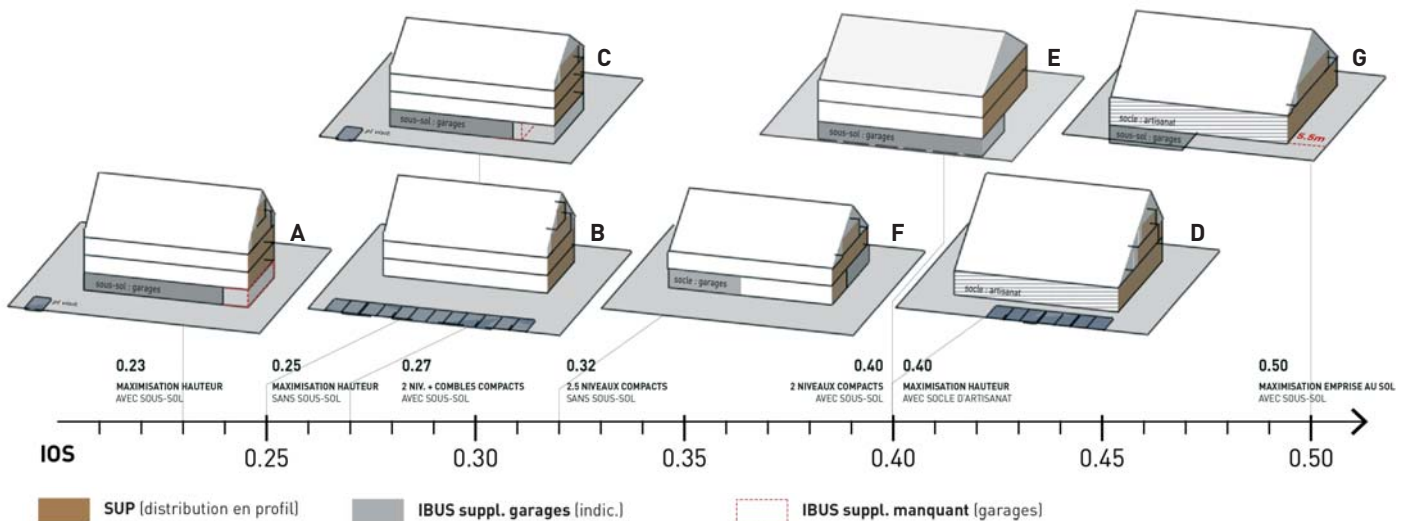 C
sous-sol : garages
pl visit.
E
sous-sol : garages
G
socle : artisanat
sous-sol : garages
5.5m
A
sous-sol : garages
pl visit.
B
F
socle : garages
D
socle : artisanat
0.23
MAXIMISATION HAUTEUR
AVEC SOUS-SOL
0.25
MAXIMISATION HAUTEUR
SANS SOUS-SOL
0.27
2 NIV. + COMBLES COMPACTS
AVEC SOUS-SOL
0.32
2.5 NIVEAUX COMPACTS
SANS SOUS-SOL
0.40
2 NIVEAUX COMPACTS
AVEC SOUS-SOL
0.40
MAXIMISATION HAUTEUR
AVEC SOCLE D'ARTISANAT
0.50
MAXIMISATION EMPRISE AU SOL
AVEC SOUS-SOL
IOS
0.25 0.30 0.35 0.40 0.45 0.50
SUP (distribution en profil) IBUS suppl. garages (indic.) IBUS suppl. manquant (garages)